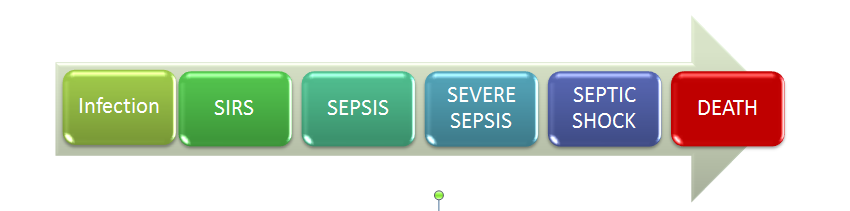 Infection
SIRS
SEPSIS
SEVERE
SEPSIS
SEPTIC
SHOCK
DEATH